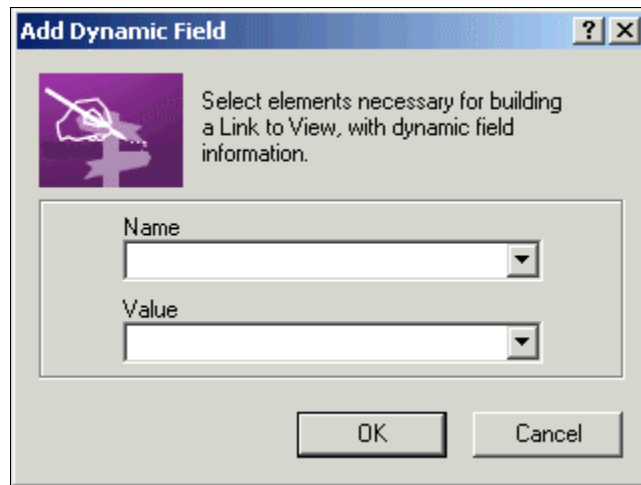 Add Dynamic Field
Select elements necessary for building
a Link to View, with dynamic field
information.
Name
Value
OK
Cancel